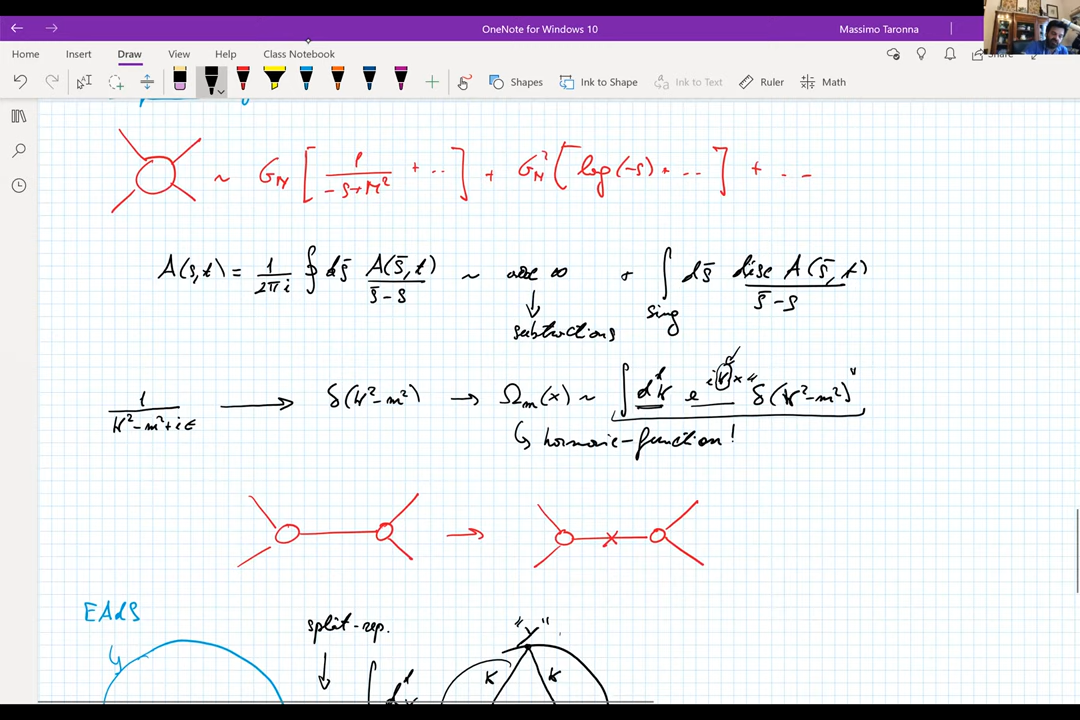 OneNote for Windows 10
Massimo Taronna
Home Insert Draw View Help Class Notebook Share
Shapes Ink to Shape Ink to Text Ruler Math
~ G_N [ 1/(-s+M²) + .. ] + G_N² [ log(-s) + .. ] + ...
A(s,t) = 1/(2πi) ∮ ds̄ A(s̄,t)/(s̄-s) ~ arc ∞ + ∫ ds̄ disc A(s̄,t)/(s̄-s)
sing
subtractions
1/(k²-m²+iε) → δ(k²-m²) → Ω_m(x) ~ ∫ d^dk e^{ik·x} "δ(k²-m²)"
↳ harmonic-function!
EAdS
split-rep.
"y"
K K
∫ d^d